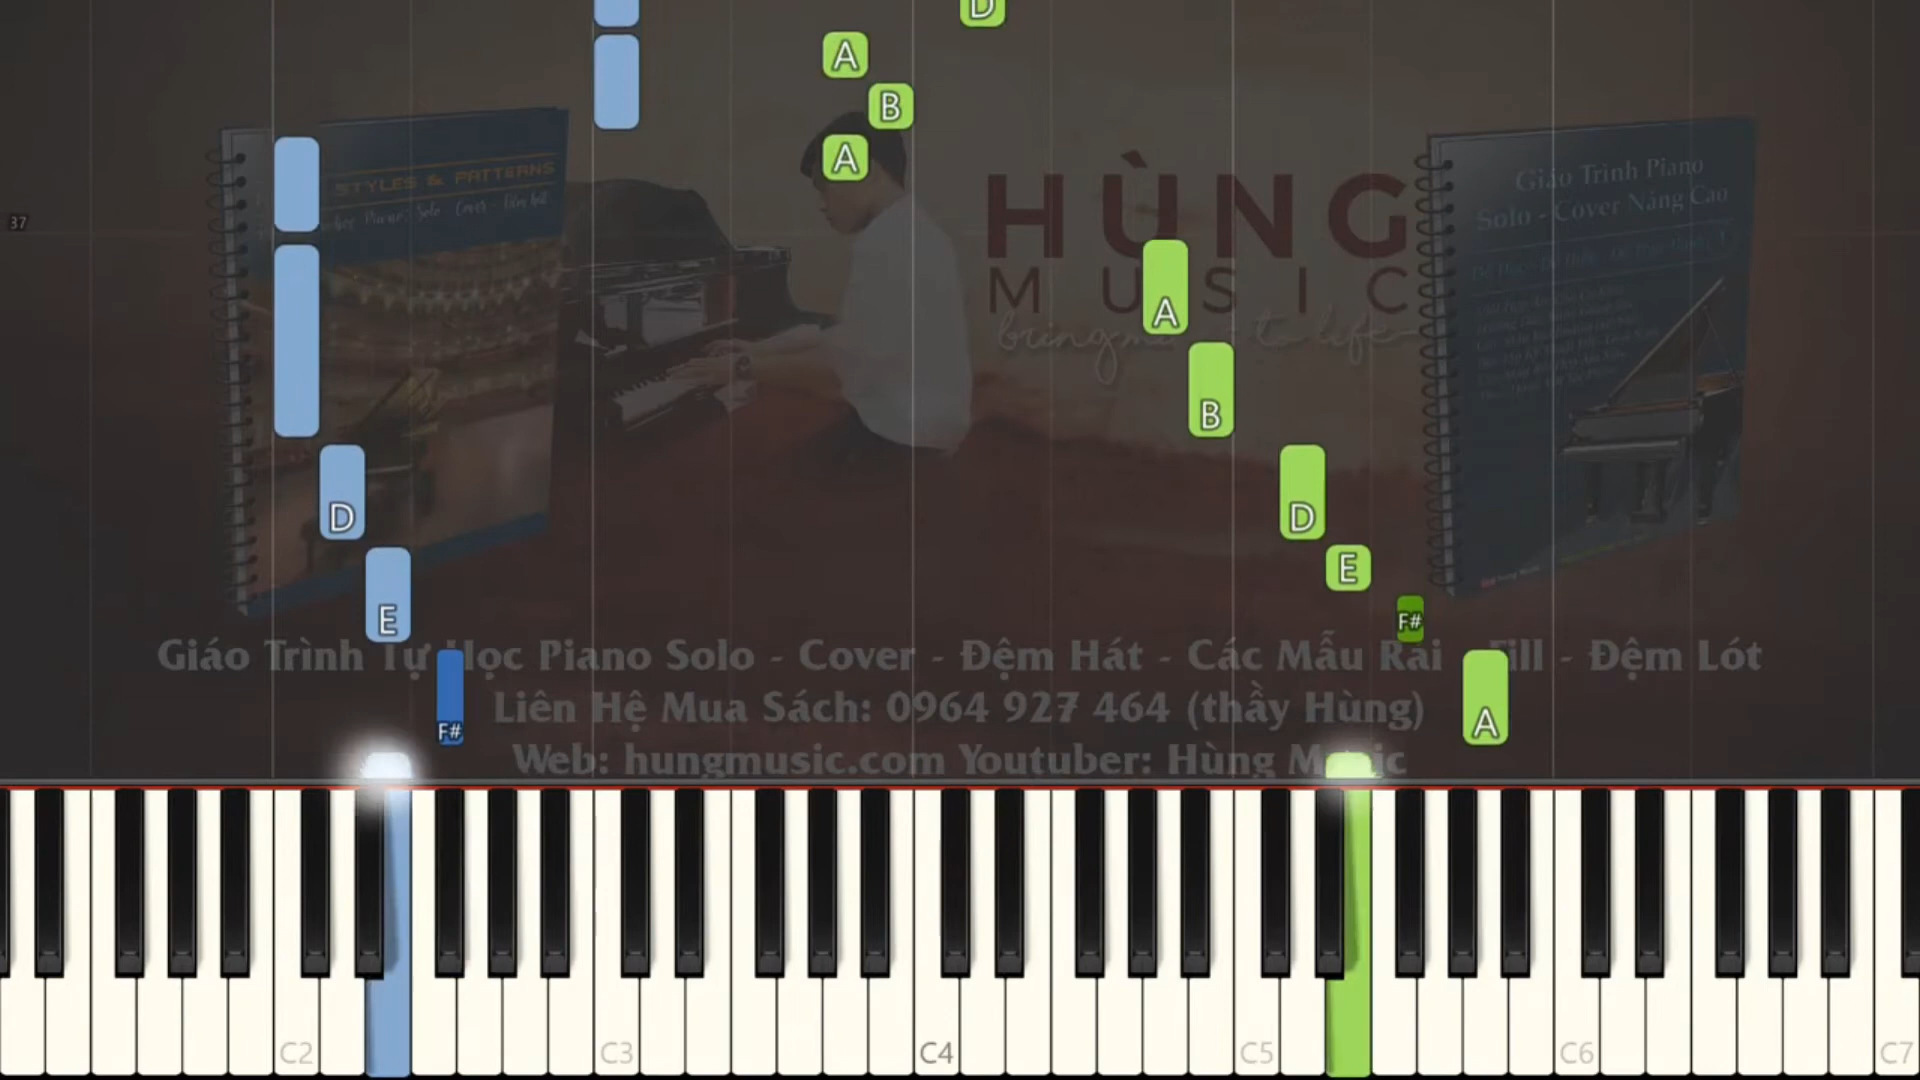 D
A
B
A
STYLES & PATTERNS
HÙNG
MUSIC
Giáo Trình Piano
Solo - Cover Nâng Cao
37
A
B
D
D
E
E
F#
Giáo Trình Tự Học Piano Solo - Cover - Đệm Hát - Các Mẫu Rải - Fill - Đệm Lót
F#
A
Liên Hệ Mua Sách: 0964 927 464 (thầy Hùng)
Web: hungmusic.com Youtuber: Hùng Music
C2 C3 C4 C5 C6 C7